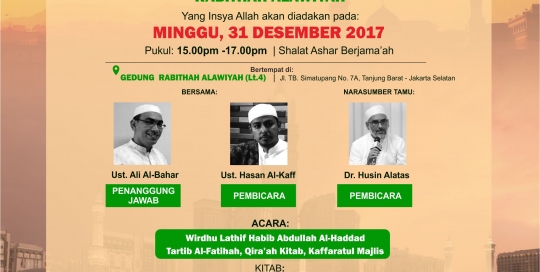 RABITHAH ALAWIYAH
Yang Insya Allah akan diadakan pada:
MINGGU, 31 DESEMBER 2017
Pukul: 15.00pm -17.00pm | Shalat Ashar Berjama'ah
Bertempat di:
GEDUNG RABITHAH ALAWIYAH (Lt.4) | Jl. TB. Simatupang No. 7A, Tanjung Barat - Jakarta Selatan
BERSAMA:
NARASUMBER TAMU:
Ust. Ali Al-Bahar
Ust. Hasan Al-Kaff
Dr. Husin Alatas
PENANGGUNG JAWAB
PEMBICARA
PEMBICARA
ACARA:
Wirdhu Lathif Habib Abdullah Al-Haddad
Tartib Al-Fatihah, Qira'ah Kitab, Kaffaratul Majlis
KITAB: